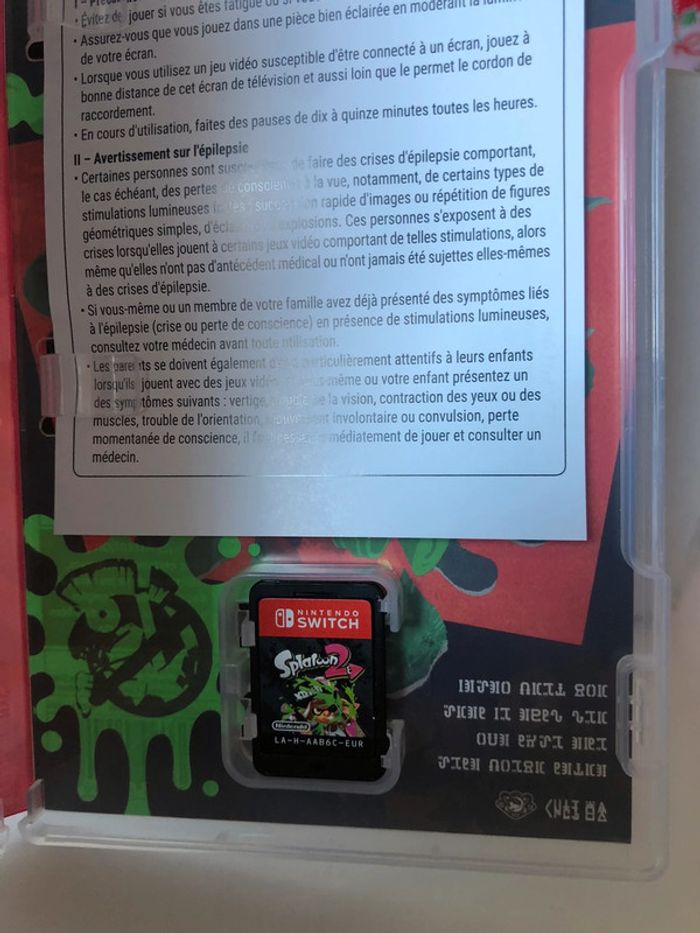 • Évitez de jouer si vous êtes fatigué ou si
• Assurez-vous que vous jouez dans une pièce bien éclairée en modérant la
de votre écran.
• Lorsque vous utilisez un jeu vidéo susceptible d'être connecté à un écran, jouez à
bonne distance de cet écran de télévision et aussi loin que le permet le cordon de
raccordement.
• En cours d'utilisation, faites des pauses de dix à quinze minutes toutes les heures.
II – Avertissement sur l'épilepsie
• Certaines personnes sont de faire des crises d'épilepsie comportant,
le cas échéant, des pertes de conscience à la vue, notamment, de certains types de
stimulations lumineuses rapide d'images ou répétition de figures
géométriques simples, d'explosions. Ces personnes s'exposent à des
crises lorsqu'elles jouent à certains jeux vidéo comportant de telles stimulations, alors
même qu'elles n'ont pas d'antécédent médical ou n'ont jamais été sujettes elles-mêmes
à des crises d'épilepsie.
• Si vous-même ou un membre de votre famille avez déjà présenté des symptômes liés
à l'épilepsie (crise ou perte de conscience) en présence de stimulations lumineuses,
consultez votre médecin avant toute utilisation.
• Les parents se doivent également particulièrement attentifs à leurs enfants
lorsqu'ils jouent avec des jeux vidéo vous-même ou votre enfant présentez un
des symptômes suivants : vertige, de la vision, contraction des yeux ou des
muscles, trouble de l'orientation, involontaire ou convulsion, perte
momentanée de conscience, il immédiatement de jouer et consulter un
médecin.
NINTENDO
SWITCH
Splatoon 2
Nintendo
LA-H-AAB6C-EUR